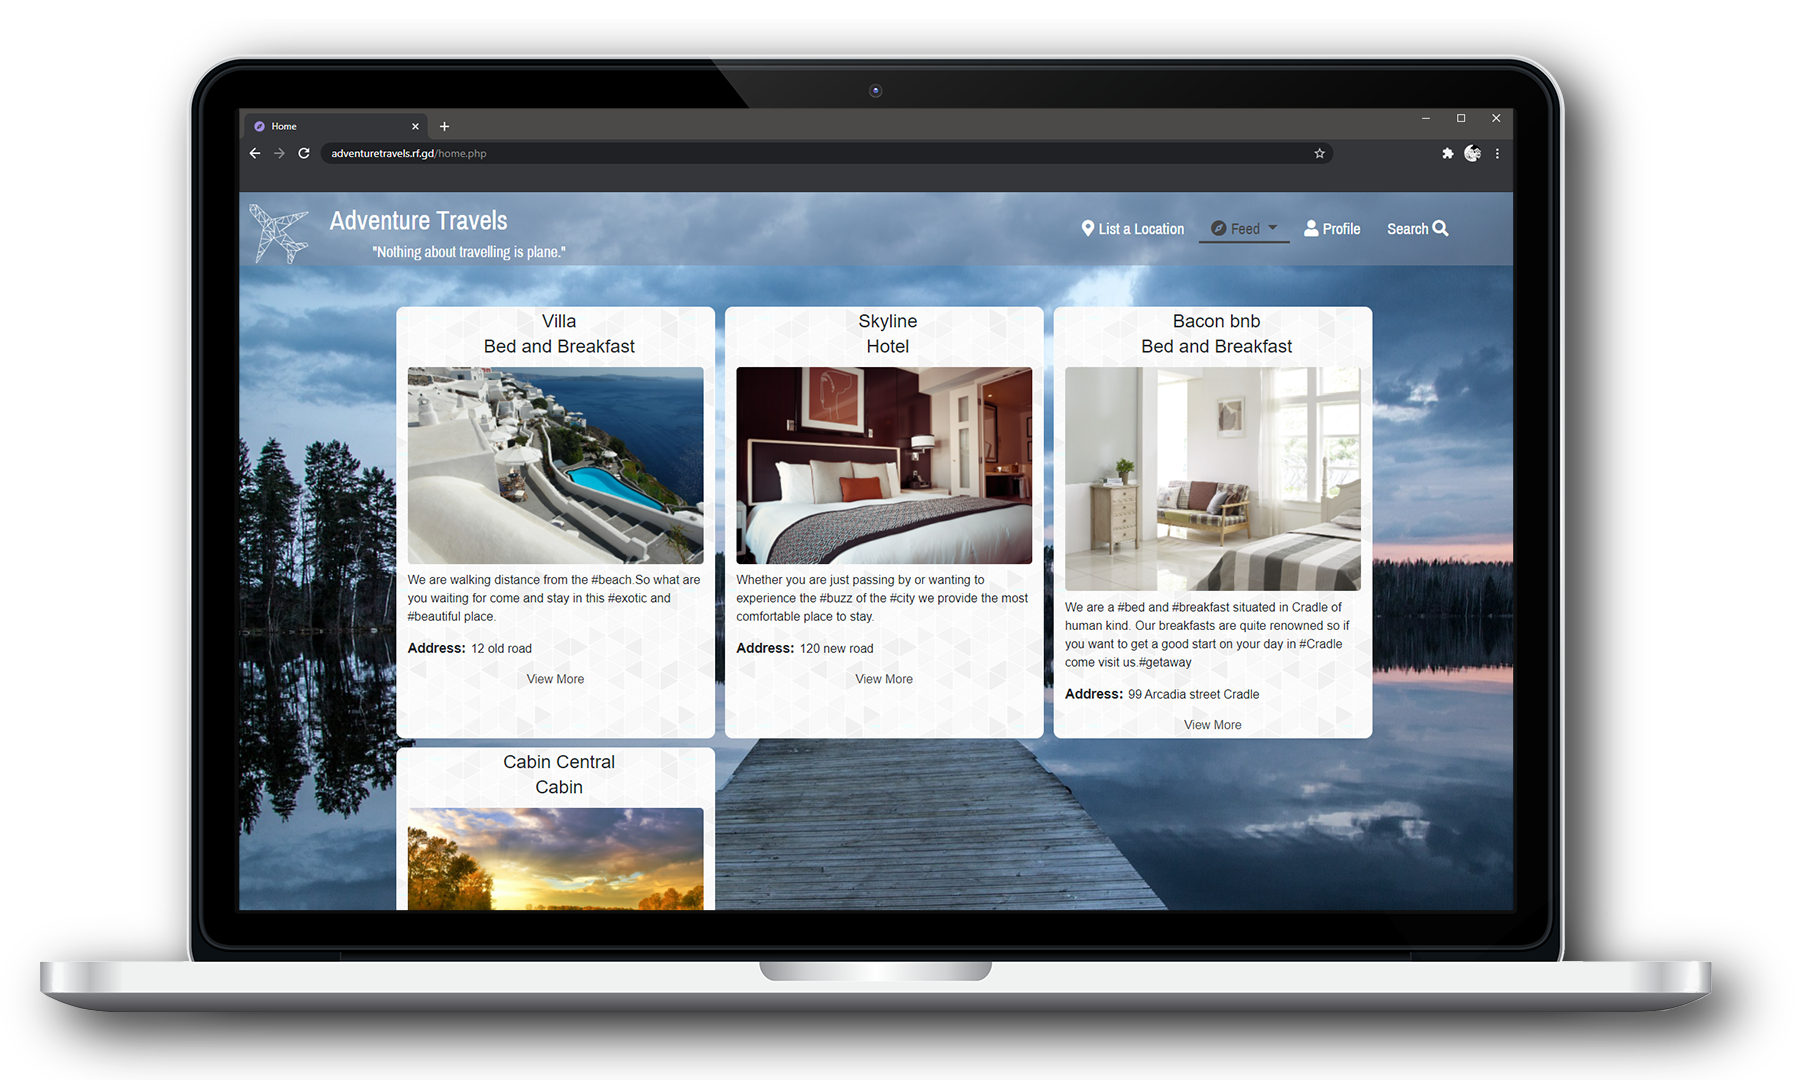 Home
adventuretravels.rf.gd/home.php
Adventure Travels
"Nothing about travelling is plane."
List a Location
Feed
Profile
Search
Villa
Bed and Breakfast
We are walking distance from the #beach.So what are
you waiting for come and stay in this #exotic and
#beautiful place.
Address: 12 old road
View More
Skyline
Hotel
Whether you are just passing by or wanting to
experience the #buzz of the #city we provide the most
comfortable place to stay.
Address: 120 new road
View More
Bacon bnb
Bed and Breakfast
We are a #bed and #breakfast situated in Cradle of
human kind. Our breakfasts are quite renowned so if
you want to get a good start on your day in #Cradle
come visit us.#getaway
Address: 99 Arcadia street Cradle
View More
Cabin Central
Cabin